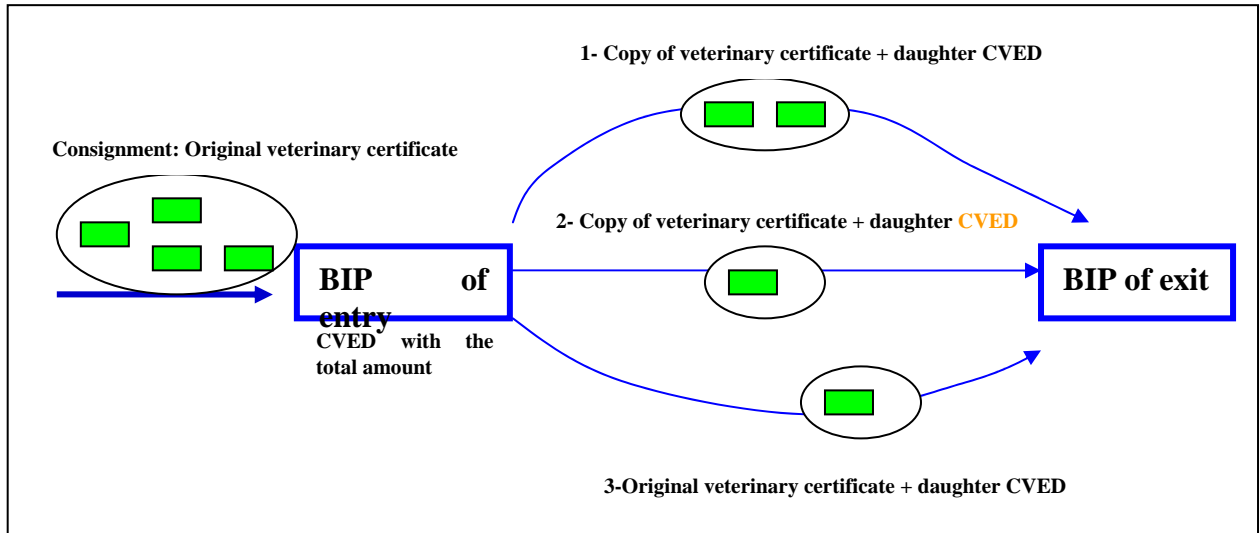 1- Copy of veterinary certificate + daughter CVED
Consignment: Original veterinary certificate
2- Copy of veterinary certificate + daughter CVED
BIP of
entry
CVED with the
total amount
BIP of exit
3-Original veterinary certificate + daughter CVED